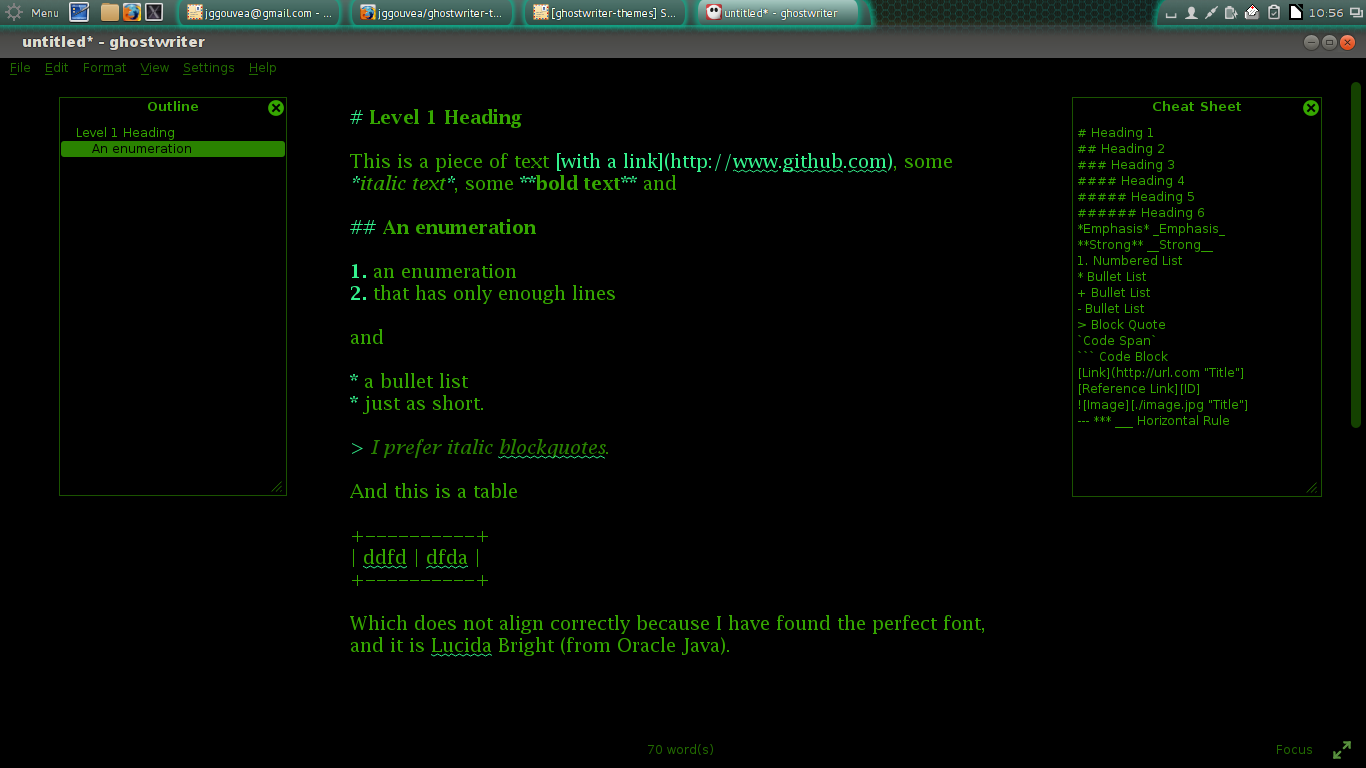 Menu
jggouvea@gmail.com - ...
jggouvea/ghostwriter-t...
[ghostwriter-themes] S...
untitled* - ghostwriter
10:56
untitled* - ghostwriter
File Edit Format View Settings Help
Outline
Level 1 Heading
An enumeration
# Level 1 Heading
This is a piece of text [with a link](http://www.github.com), some
*italic text*, some **bold text** and
## An enumeration
1. an enumeration
2. that has only enough lines
and
* a bullet list
* just as short.
> I prefer italic blockquotes.
And this is a table
+----------+
| ddfd | dfda |
+----------+
Which does not align correctly because I have found the perfect font,
and it is Lucida Bright (from Oracle Java).
Cheat Sheet
# Heading 1
## Heading 2
### Heading 3
#### Heading 4
##### Heading 5
###### Heading 6
*Emphasis* _Emphasis_
**Strong** __Strong__
1. Numbered List
* Bullet List
+ Bullet List
- Bullet List
> Block Quote
`Code Span`
``` Code Block
[Link](http://url.com "Title"]
[Reference Link][ID]
![Image][./image.jpg "Title"]
--- *** ___ Horizontal Rule
70 word(s)
Focus